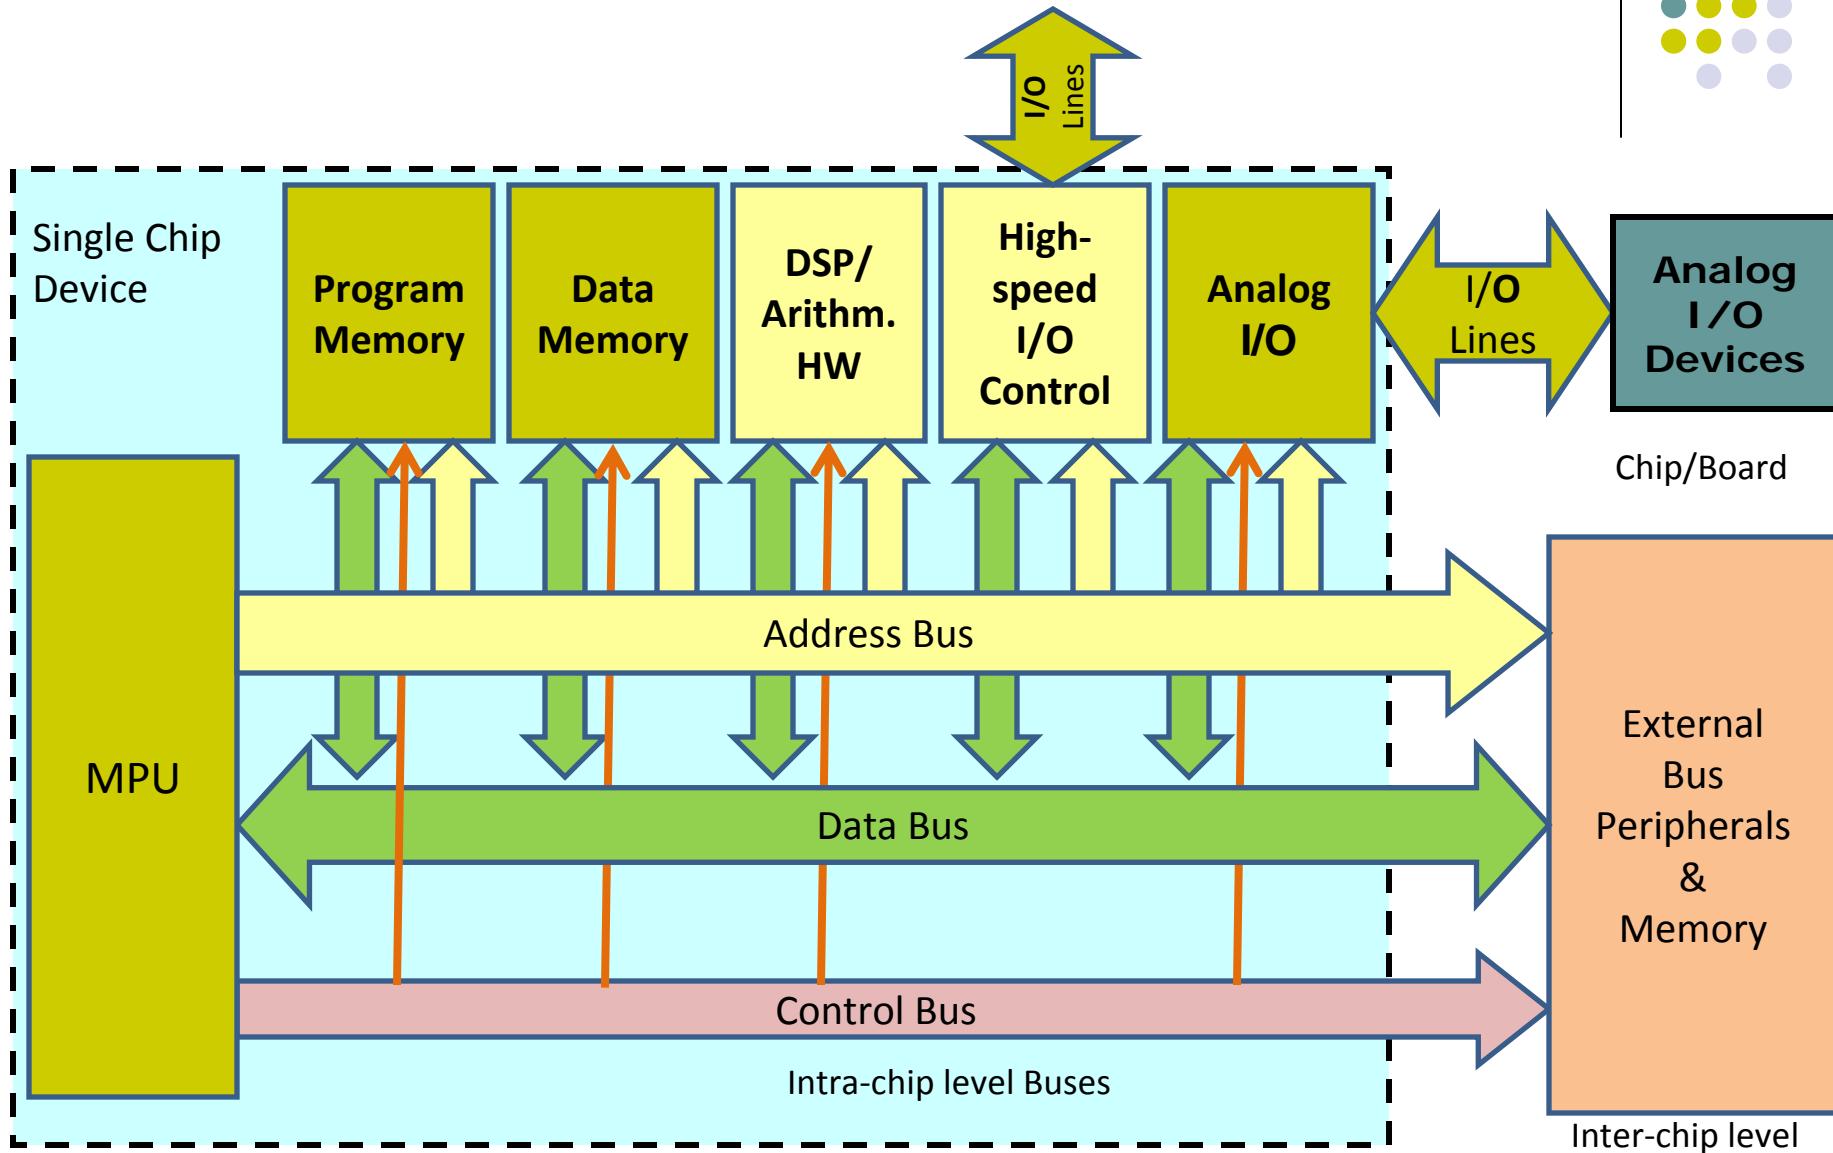 I/O
Lines
Single Chip
Device
Program
Memory
Data
Memory
DSP/
Arithm.
HW
High-
speed
I/O
Control
Analog
I/O
I/O
Lines
Analog
I/O
Devices
Chip/Board
MPU
Address Bus
Data Bus
Control Bus
Intra-chip level Buses
External
Bus
Peripherals
&
Memory
Inter-chip level